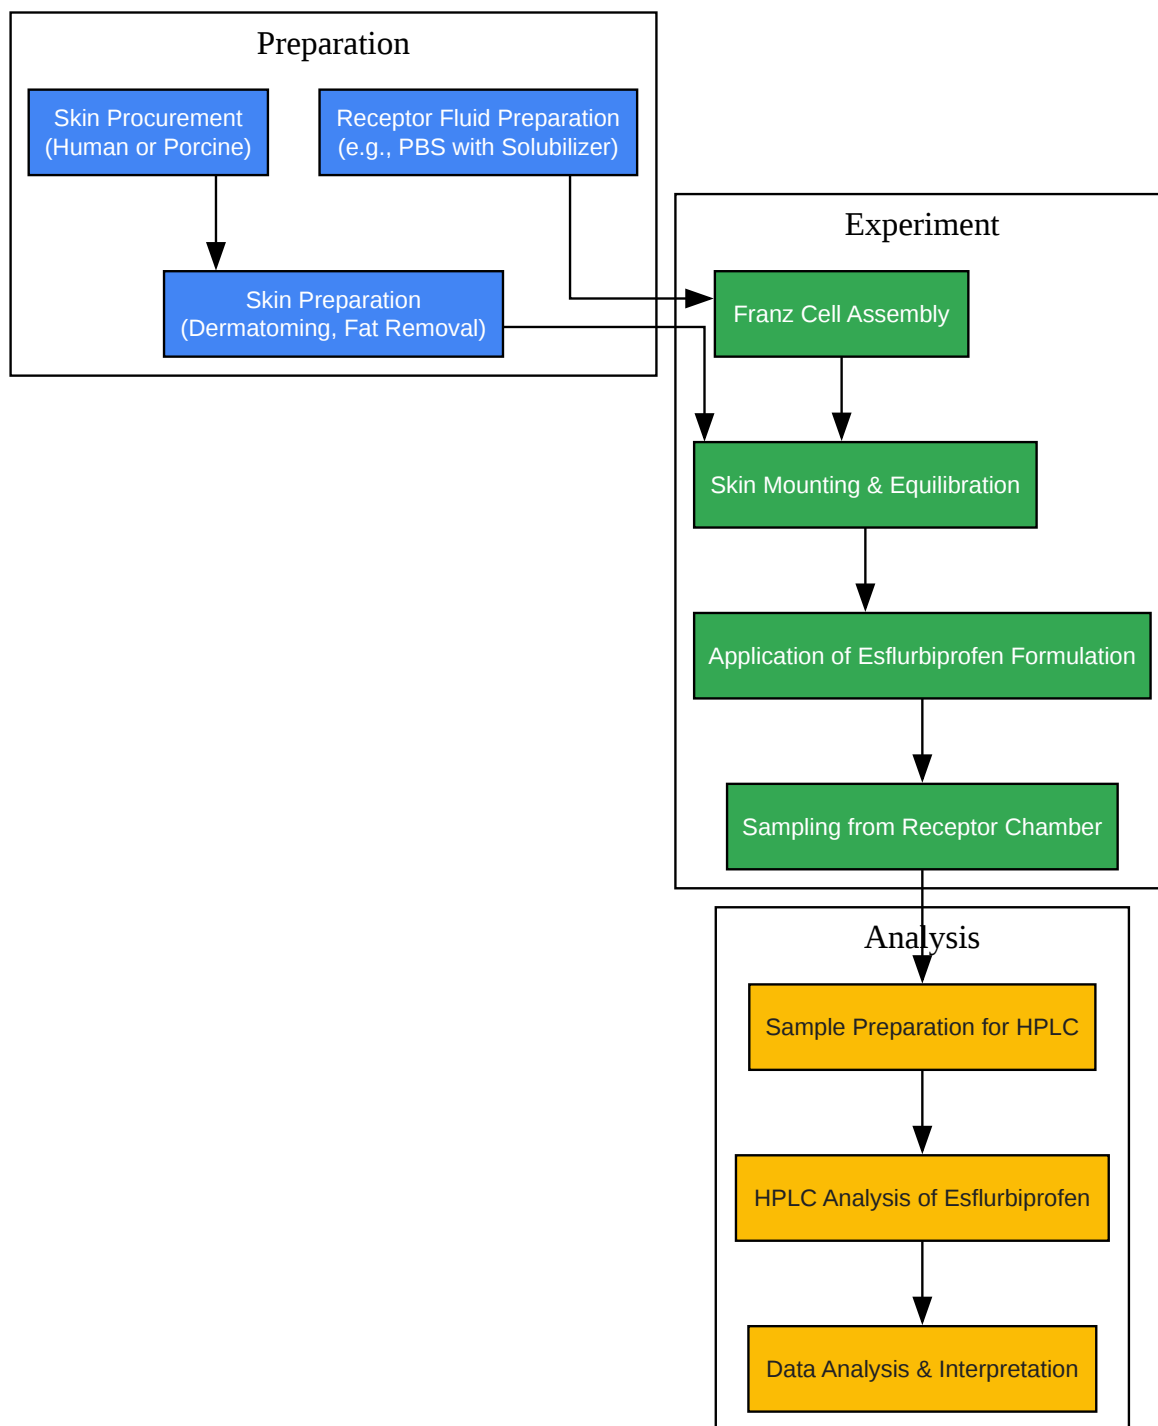 Preparation
Skin Procurement
(Human or Porcine)
Receptor Fluid Preparation
(e.g., PBS with Solubilizer)
Skin Preparation
(Dermatoming, Fat Removal)
Experiment
Franz Cell Assembly
Skin Mounting & Equilibration
Application of Esflurbiprofen Formulation
Sampling from Receptor Chamber
Analysis
Sample Preparation for HPLC
HPLC Analysis of Esflurbiprofen
Data Analysis & Interpretation